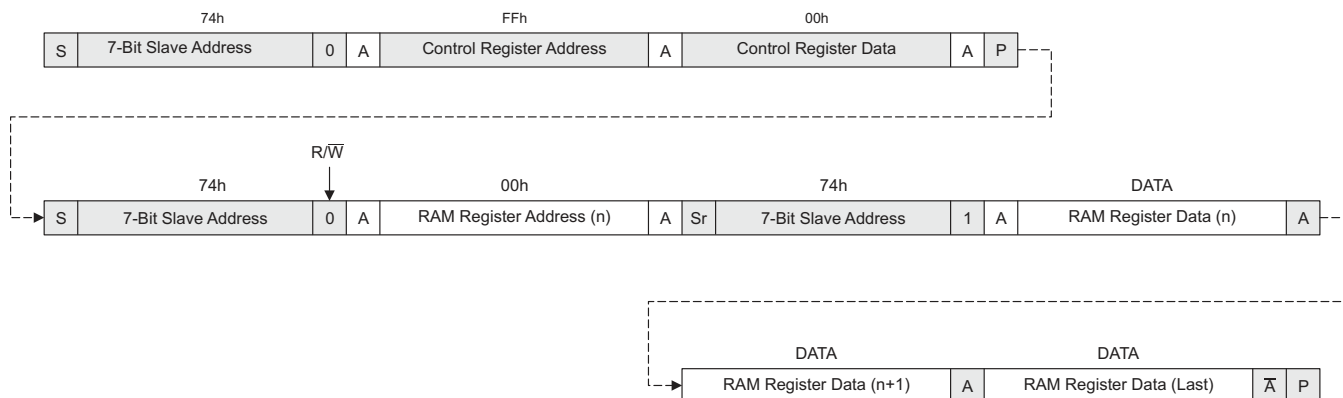 74h FFh 00h
S 7-Bit Slave Address 0 A Control Register Address A Control Register Data A P
R/W̅
74h 00h 74h DATA
S 7-Bit Slave Address 0 A RAM Register Address (n) A Sr 7-Bit Slave Address 1 A RAM Register Data (n) A
DATA DATA
RAM Register Data (n+1) A RAM Register Data (Last) A̅ P